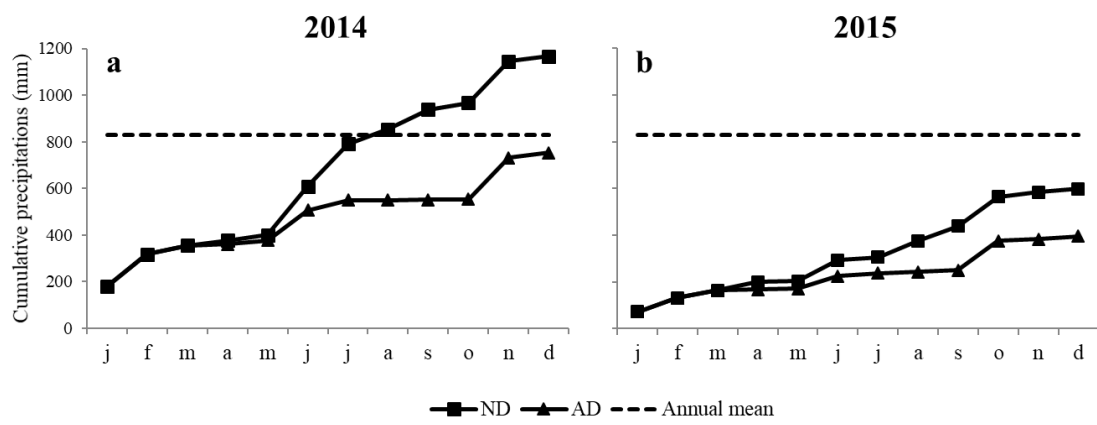 2014
2015
a
b
Cumulative precipitations (mm)
1200
1000
800
600
400
200
0
j f m a m j j a s o n d
j f m a m j j a s o n d
ND AD Annual mean